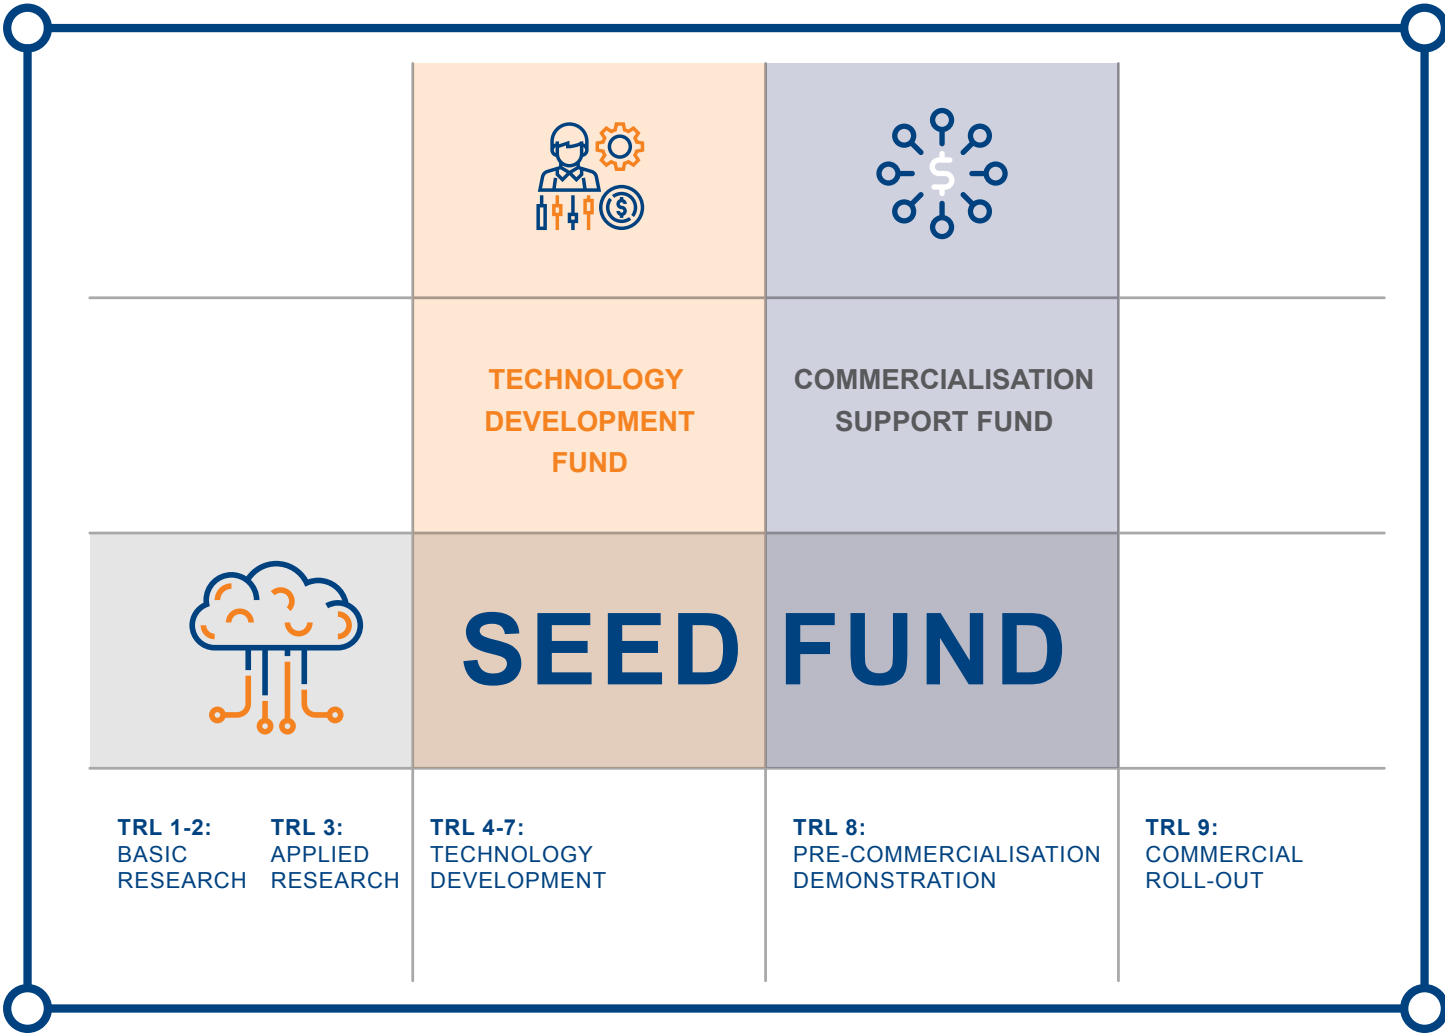 TECHNOLOGY
DEVELOPMENT
FUND
COMMERCIALISATION
SUPPORT FUND
SEED FUND
TRL 1-2:
BASIC
RESEARCH
TRL 3:
APPLIED
RESEARCH
TRL 4-7:
TECHNOLOGY
DEVELOPMENT
TRL 8:
PRE-COMMERCIALISATION
DEMONSTRATION
TRL 9:
COMMERCIAL
ROLL-OUT